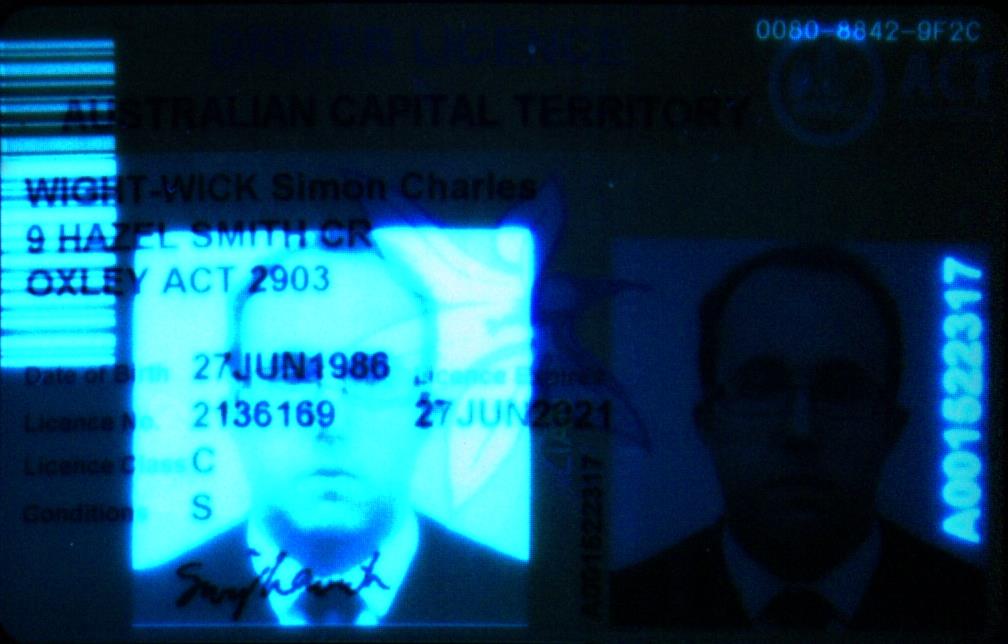 0080-8842-9F2C
DRIVER LICENCE
ACT
AUSTRALIAN CAPITAL TERRITORY
WIGHT-WICK Simon Charles
9 HAZEL SMITH CR
OXLEY ACT 2903
Date of Birth 27JUN1986 Licence Expires
Licence No. 2136169 27JUN2021
Licence Class C
Conditions S
A001522317
A001522317